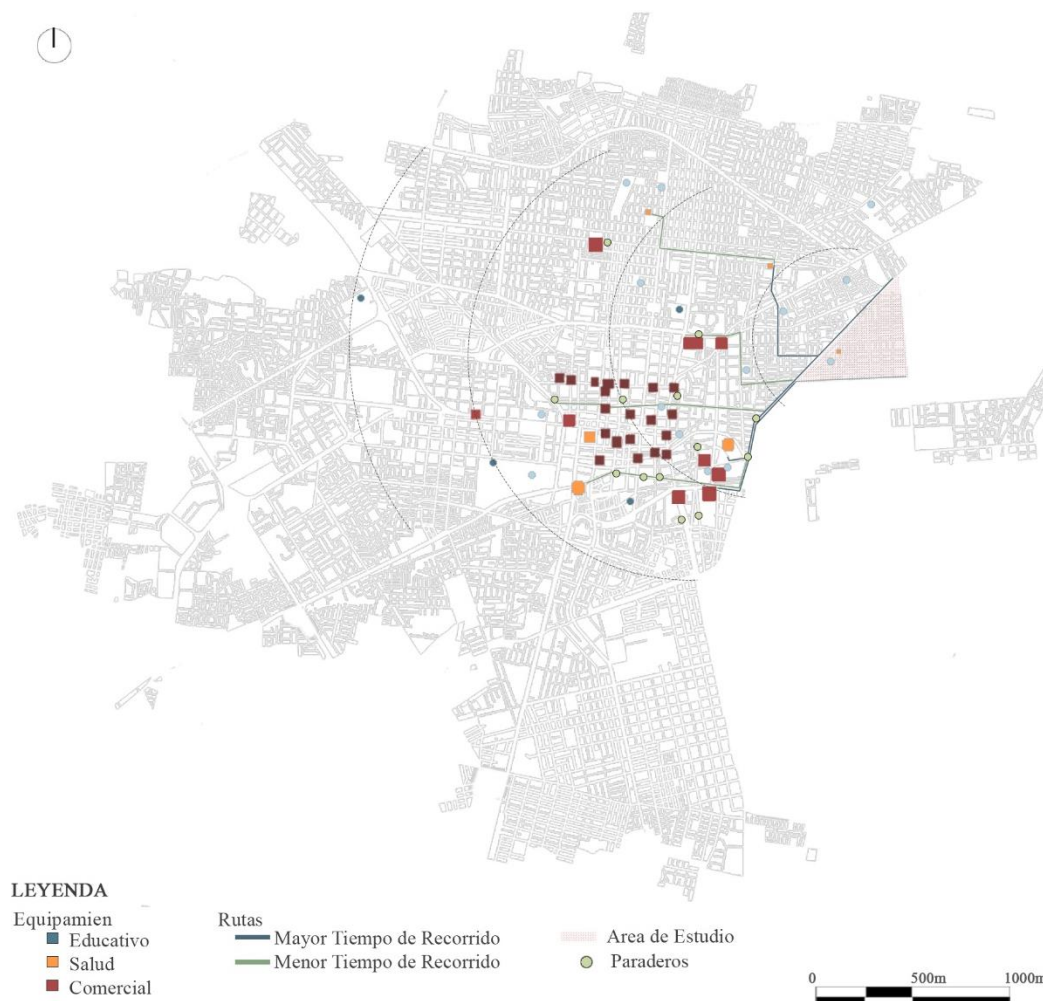 LEYENDA
Equipamien
Educativo
Salud
Comercial
Rutas
Mayor Tiempo de Recorrido
Menor Tiempo de Recorrido
Area de Estudio
Paraderos
0 500m 1000m